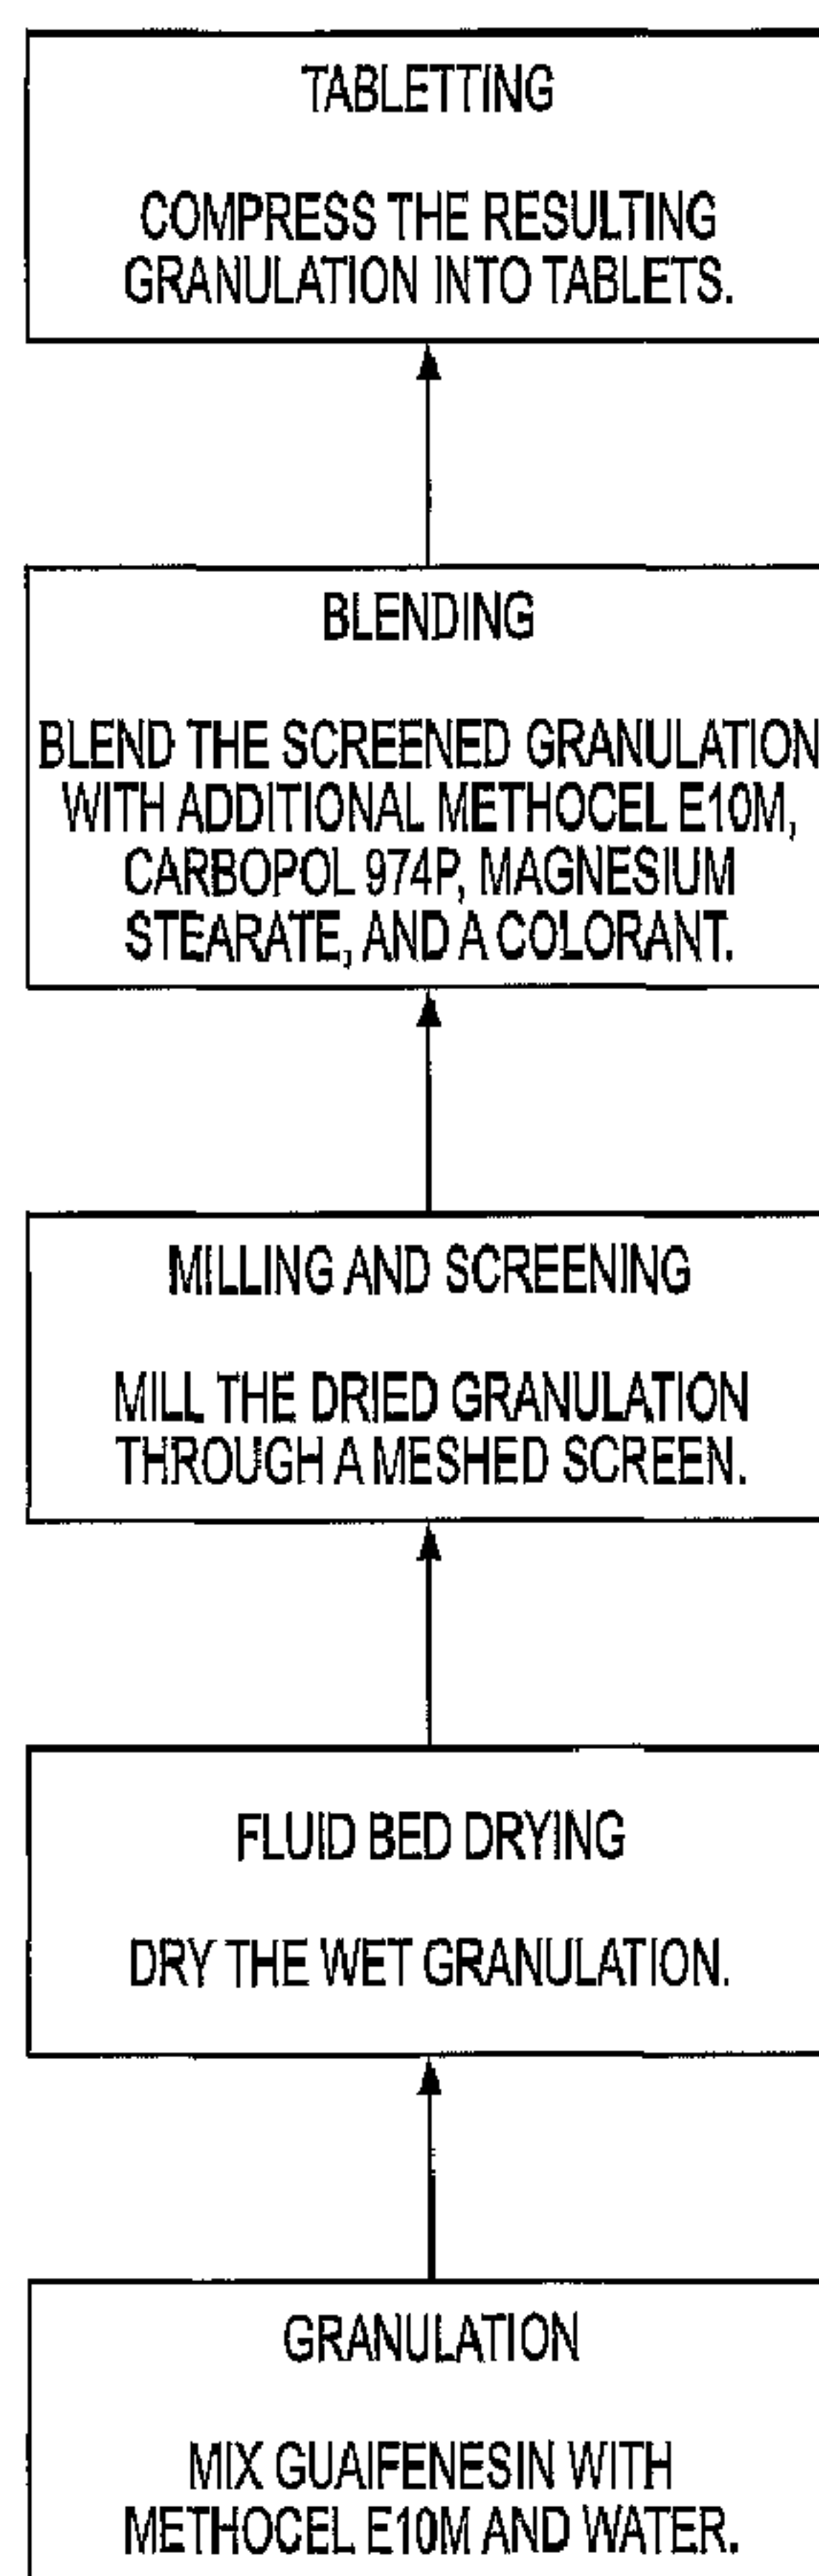 TABLETTING
COMPRESS THE RESULTING
GRANULATION INTO TABLETS.
BLENDING
BLEND THE SCREENED GRANULATION
WITH ADDITIONAL METHOCEL E10M,
CARBOPOL 974P, MAGNESIUM
STEARATE, AND A COLORANT.
MILLING AND SCREENING
MILL THE DRIED GRANULATION
THROUGH A MESHED SCREEN.
FLUID BED DRYING
DRY THE WET GRANULATION.
GRANULATION
MIX GUAIFENESIN WITH
METHOCEL E10M AND WATER.